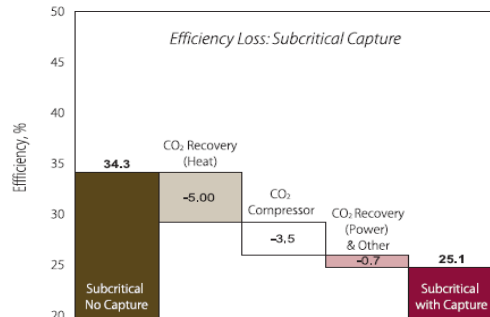 50
Efficiency Loss: Subcritical Capture
45
40
Effficiency, %
CO₂ Recovery
(Heat)
35
34.3
-5.00
CO₂
Compressor
30
-3.5
CO₂ Recovery
(Power)
& Other
-0.7
25
25.1
Subcritical
No Capture
Subcritical
with Capture
20